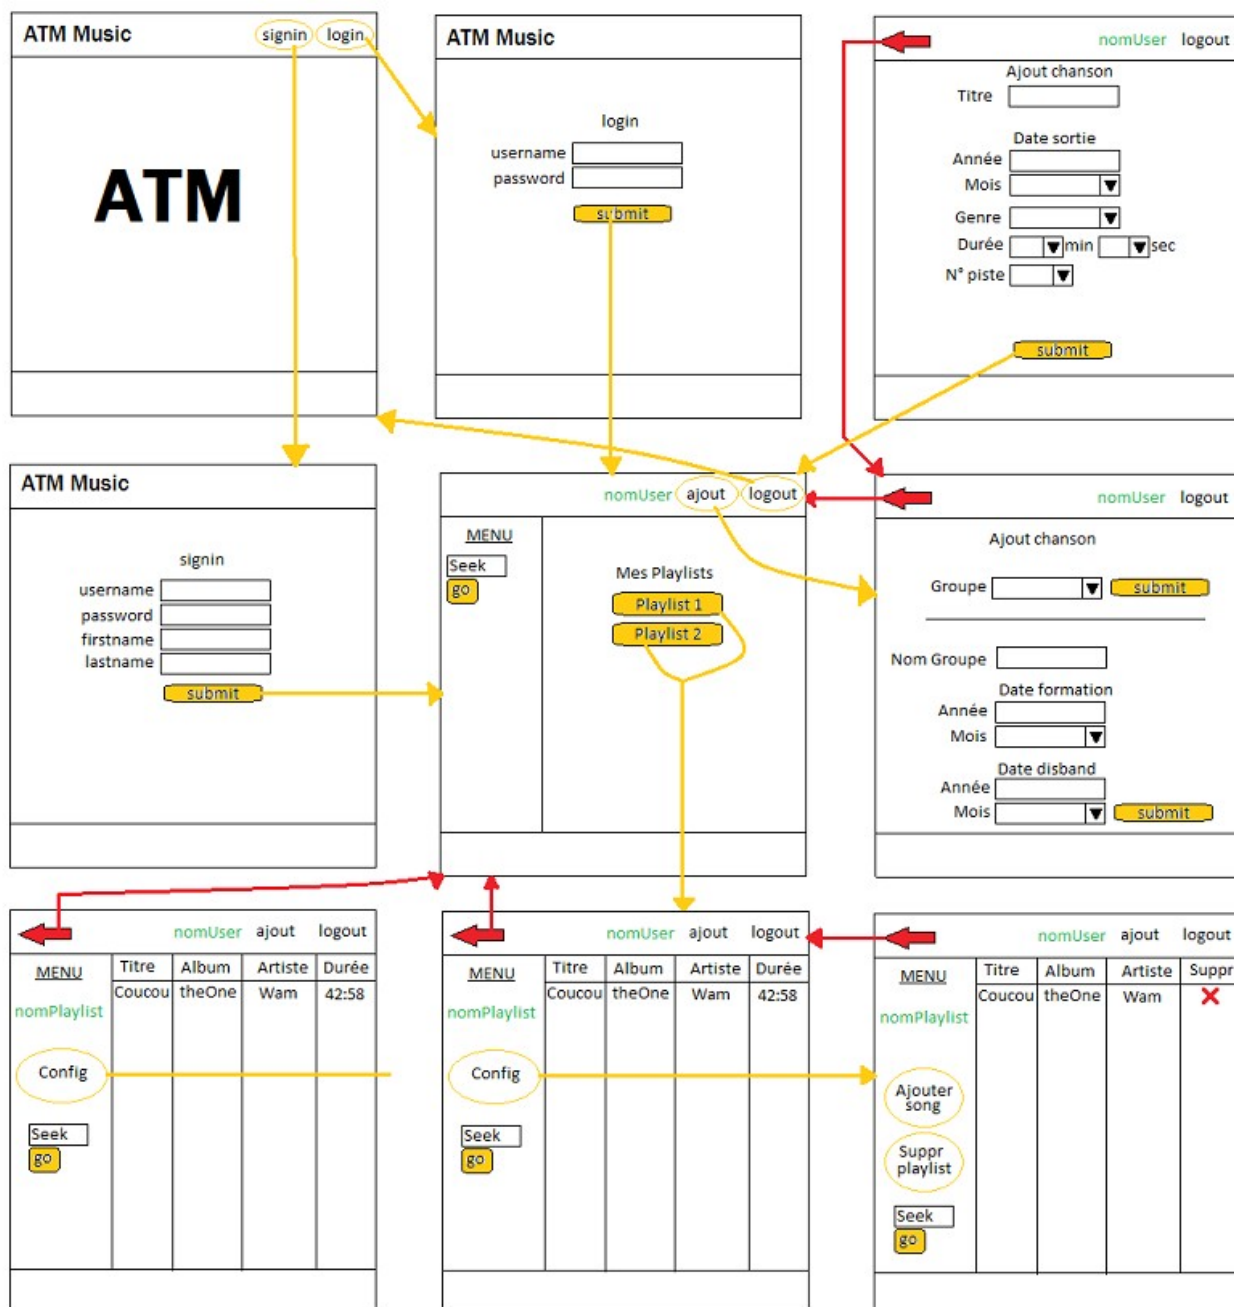 ATM Music
signin login
ATM
ATM Music
login
username
password
submit
nomUser logout
Ajout chanson
Titre
Date sortie
Année
Mois
Genre
Durée min sec
N° piste
submit
ATM Music
signin
username
password
firstname
lastname
submit
nomUser ajout logout
MENU
Seek
go
Mes Playlists
Playlist 1
Playlist 2
nomUser logout
Ajout chanson
Groupe submit
Nom Groupe
Date formation
Année
Mois
Date disband
Année
Mois submit
nomUser ajout logout
MENU
nomPlaylist
Config
Seek
go
Titre Album Artiste Durée
Coucou theOne Wam 42:58
nomUser ajout logout
MENU
nomPlaylist
Config
Seek
go
Titre Album Artiste Durée
Coucou theOne Wam 42:58
nomUser ajout logout
MENU
nomPlaylist
Ajouter
song
Suppr
playlist
Seek
go
Titre Album Artiste Suppr
Coucou theOne Wam